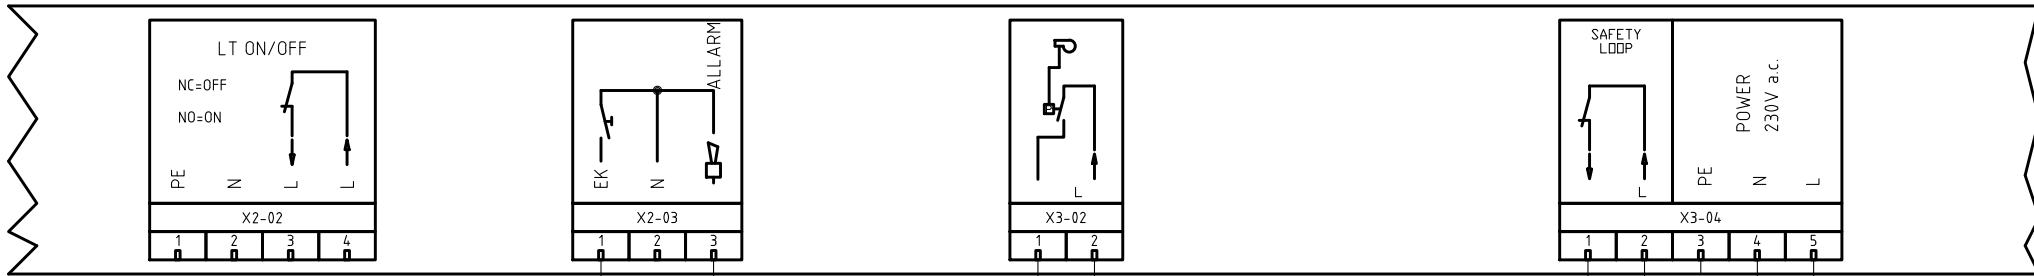 LT ON/OFF
NC=OFF
NO=ON
PE N L L
X2-02
1 2 3 4
ALLARM
EK N
X2-03
1 2 3
L
X3-02
1 2
SAFETY
LOOP
L
POWER
230V a.c.
PE N L
X3-04
1 2 3 4 5